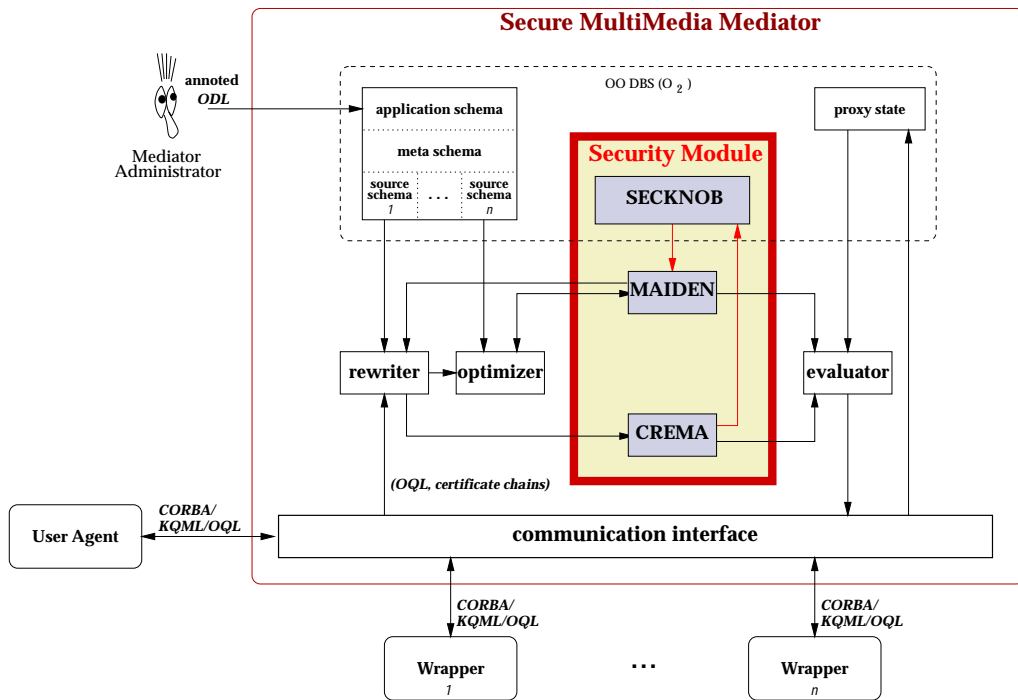 Secure MultiMedia Mediator
annoted
ODL
Mediator
Administrator
OO DBS (O 2 )
application schema
meta schema
source
schema
1
. . .
source
schema
n
proxy state
Security Module
SECKNOB
MAIDEN
rewriter
optimizer
evaluator
CREMA
(OQL, certificate chains)
User Agent
CORBA/
KQML/OQL
communication interface
CORBA/
KQML/OQL
CORBA/
KQML/OQL
Wrapper
1
...
Wrapper
n